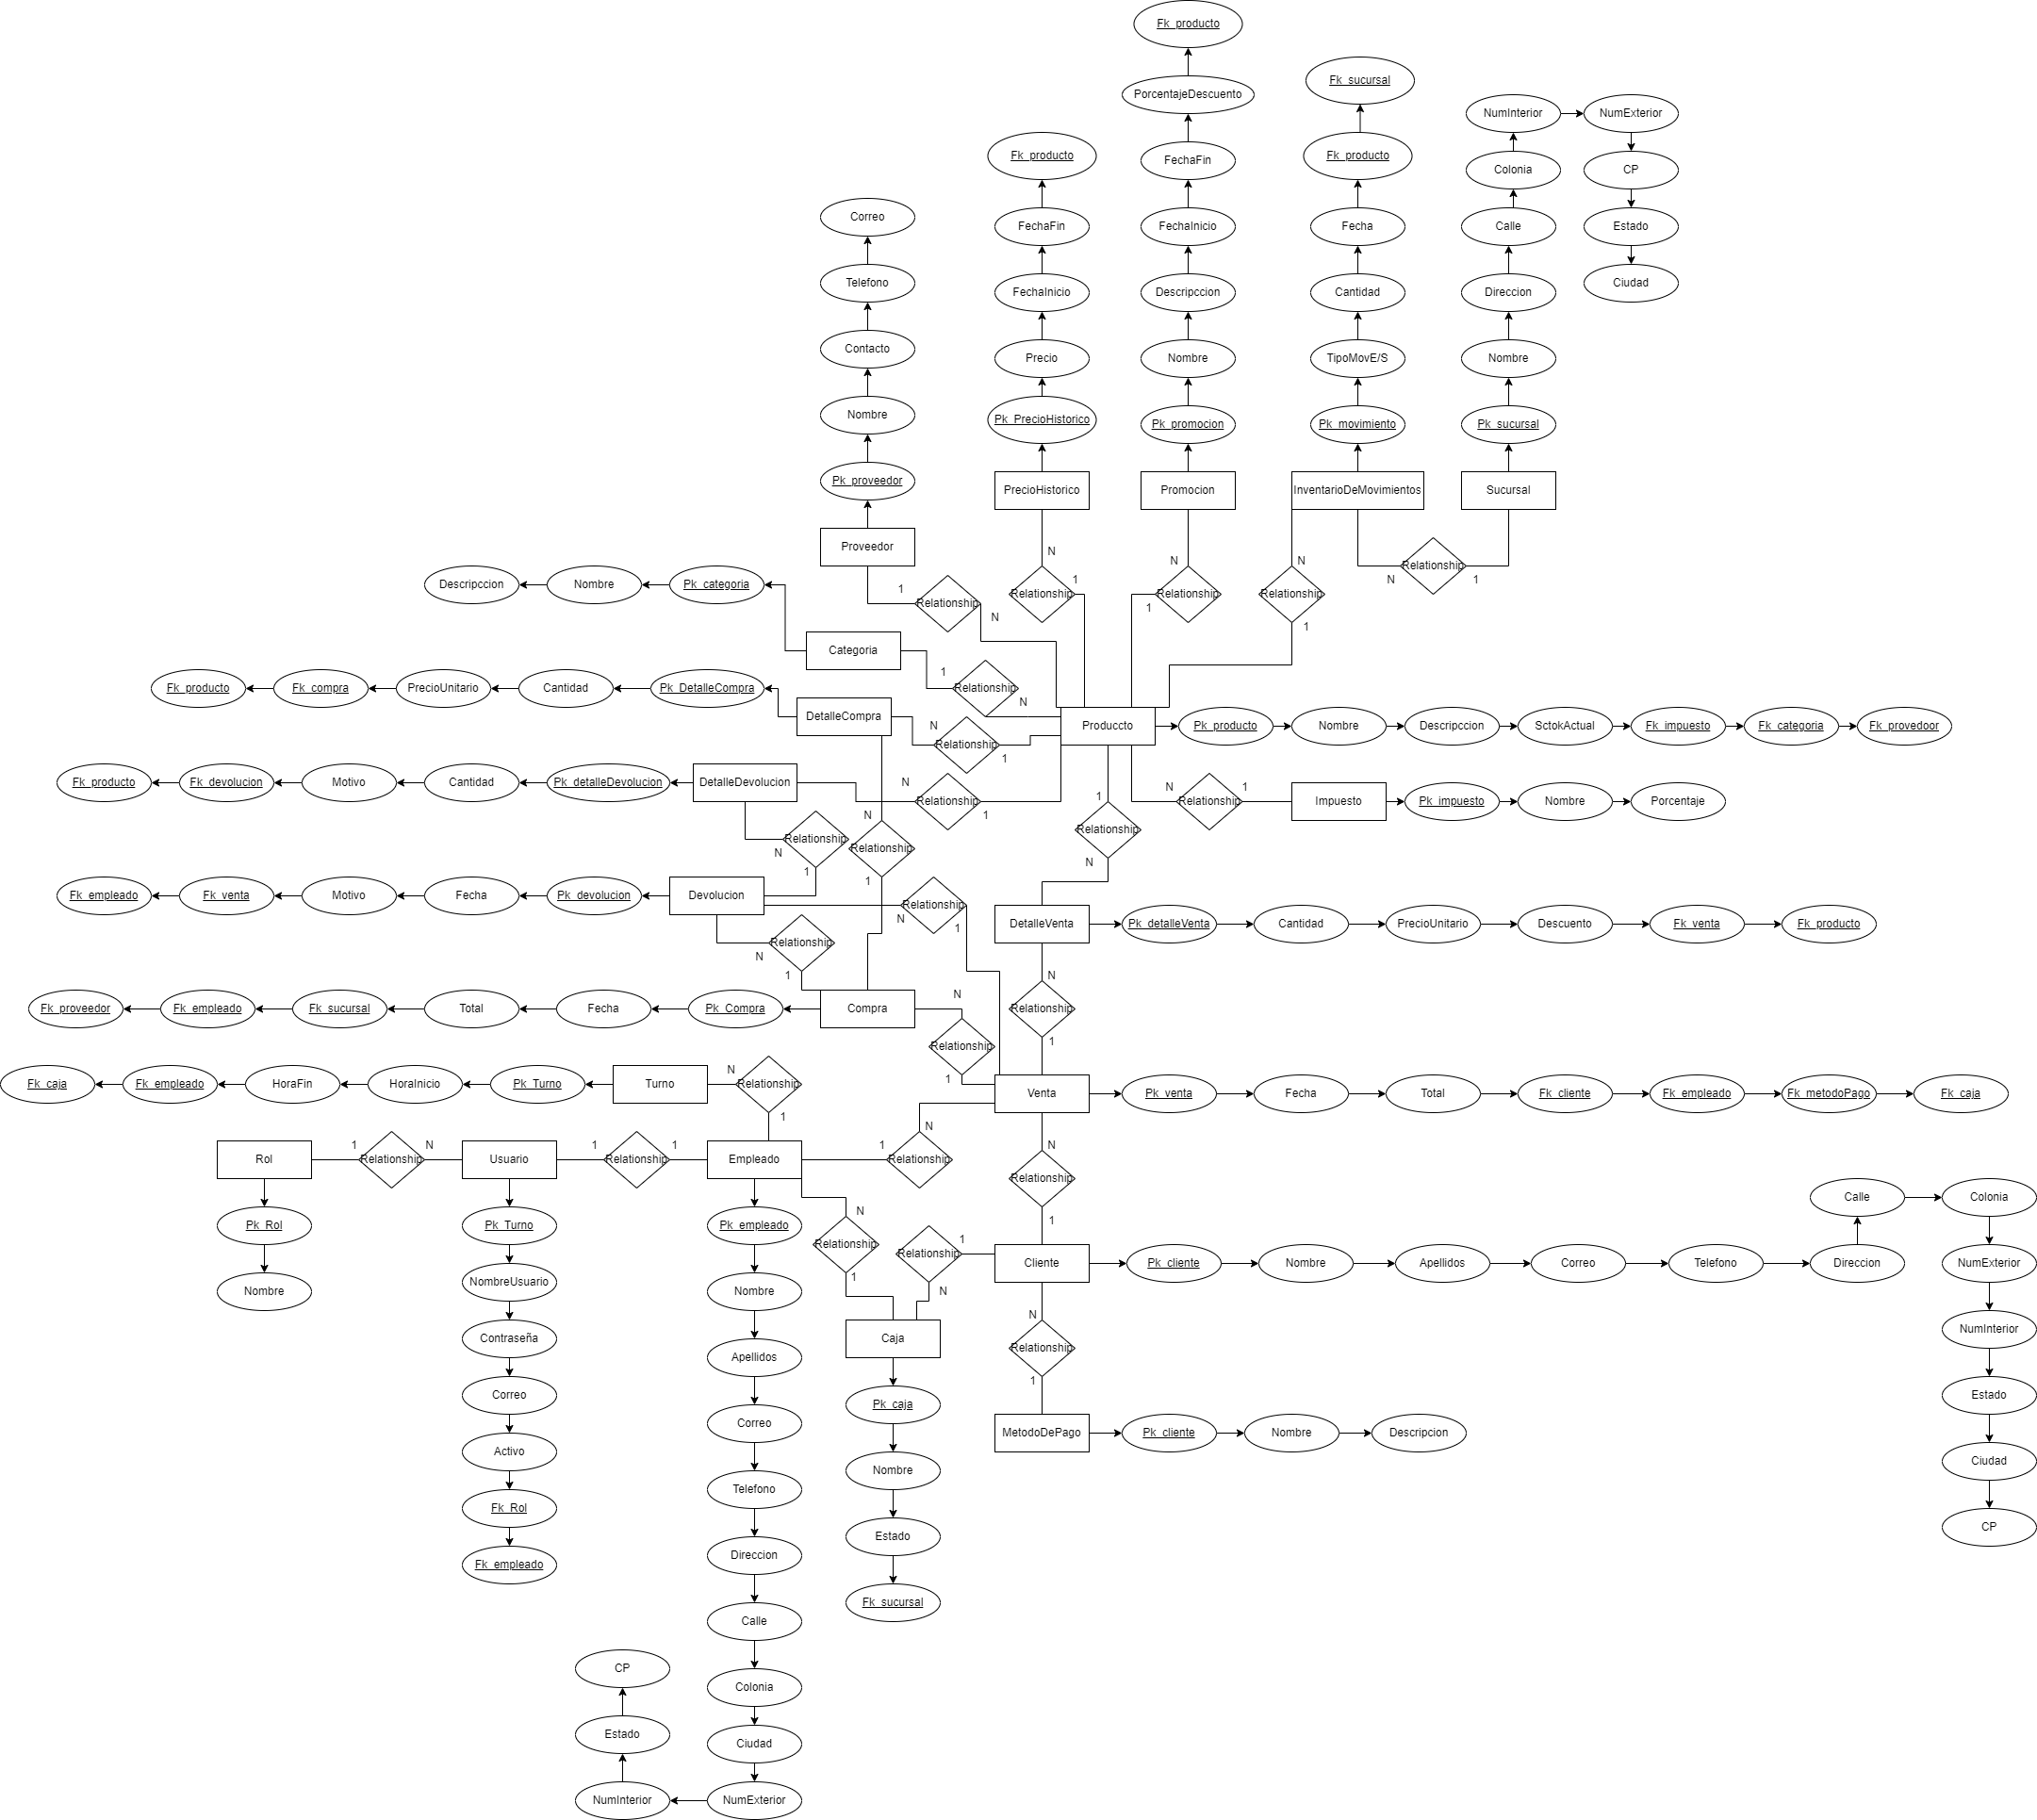 Fk_producto
PorcentajeDescuento
FechaFin
FechaInicio
Descripccion
Nombre
Pk_promocion
Promocion
Fk_sucursal
Fk_producto
Fecha
Cantidad
TipoMovE/S
Pk_movimiento
InventarioDeMovimientos
NumInterior
NumExterior
Colonia
CP
Calle
Estado
Direccion
Ciudad
Nombre
Pk_sucursal
Sucursal
Fk_producto
FechaFin
FechaInicio
Precio
Pk_PrecioHistorico
PrecioHistorico
Correo
Telefono
Contacto
Nombre
Pk_proveedor
Proveedor
N
N
N
N
Relationship
1
1
Relationship
1
Relationship
1
Relationship
1
1
Relationship
N
Descripccion
Nombre
Pk_categoria
Categoria
1
Relationship
N
Fk_producto
Fk_compra
PrecioUnitario
Cantidad
Pk_DetalleCompra
DetalleCompra
N
Relationship
1
Produccto
Pk_producto
Nombre
Descripccion
SctokActual
Fk_impuesto
Fk_categoria
Fk_provedoor
Fk_producto
Fk_devolucion
Motivo
Cantidad
Pk_detalleDevolucion
DetalleDevolucion
N
Relationship
1
N
Relationship
1
Impuesto
Pk_impuesto
Nombre
Porcentaje
1
Relationship
N
N
Relationship
1
Relationship
N
1
Fk_empleado
Fk_venta
Motivo
Fecha
Pk_devolucion
Devolucion
Relationship
N
1
Relationship
N
1
DetalleVenta
Pk_detalleVenta
Cantidad
PrecioUnitario
Descuento
Fk_venta
Fk_producto
N
Relationship
1
Fk_proveedor
Fk_empleado
Fk_sucursal
Total
Fecha
Pk_Compra
Compra
N
Relationship
1
Fk_caja
Fk_empleado
HoraFin
HoraInicio
Pk_Turno
Turno
N
Relationship
1
Venta
Pk_venta
Fecha
Total
Fk_cliente
Fk_empleado
Fk_metodoPago
Fk_caja
Rol
1
Relationship
N
Usuario
1
Relationship
1
Empleado
1
Relationship
N
N
Relationship
1
Pk_Rol
Nombre
Pk_Turno
NombreUsuario
Contraseña
Correo
Activo
Fk_Rol
Fk_empleado
Pk_empleado
Nombre
Apellidos
Correo
Telefono
Direccion
Calle
Colonia
Ciudad
NumExterior
NumInterior
Estado
CP
N
Relationship
1
Relationship
1
N
Caja
Pk_caja
Nombre
Estado
Fk_sucursal
Cliente
Pk_cliente
Nombre
Apellidos
Correo
Telefono
Direccion
Calle
Colonia
NumExterior
NumInterior
Estado
Ciudad
CP
N
Relationship
1
MetodoDePago
Pk_cliente
Nombre
Descripcion